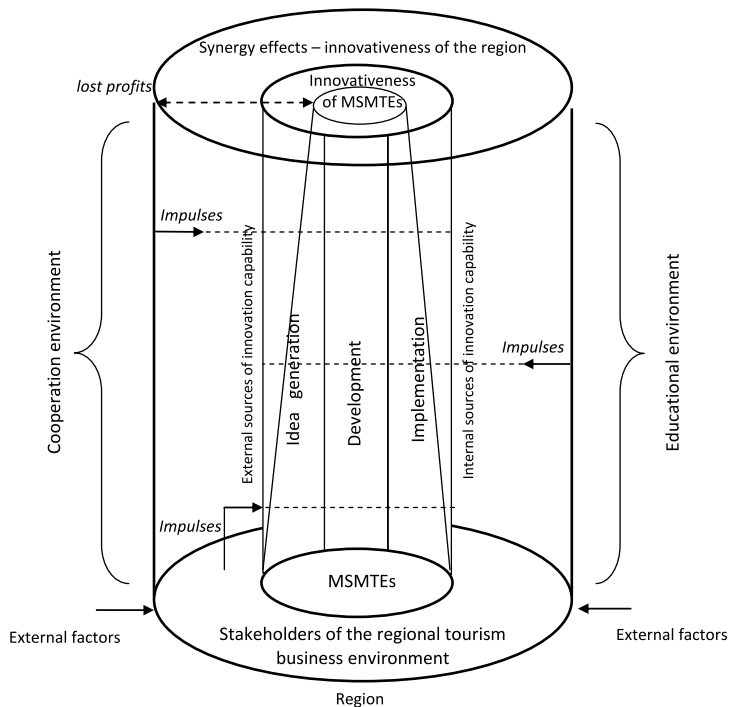 Synergy effects – innovativeness of the region
Innovativeness
of MSMTEs
lost profits
Impulses
Cooperation environment
External sources of innovation capability
Idea generation
Development
Implementation
Internal sources of innovation capability
Impulses
Educational environment
Impulses
MSMTEs
External factors
Stakeholders of the regional tourism
business environment
External factors
Region